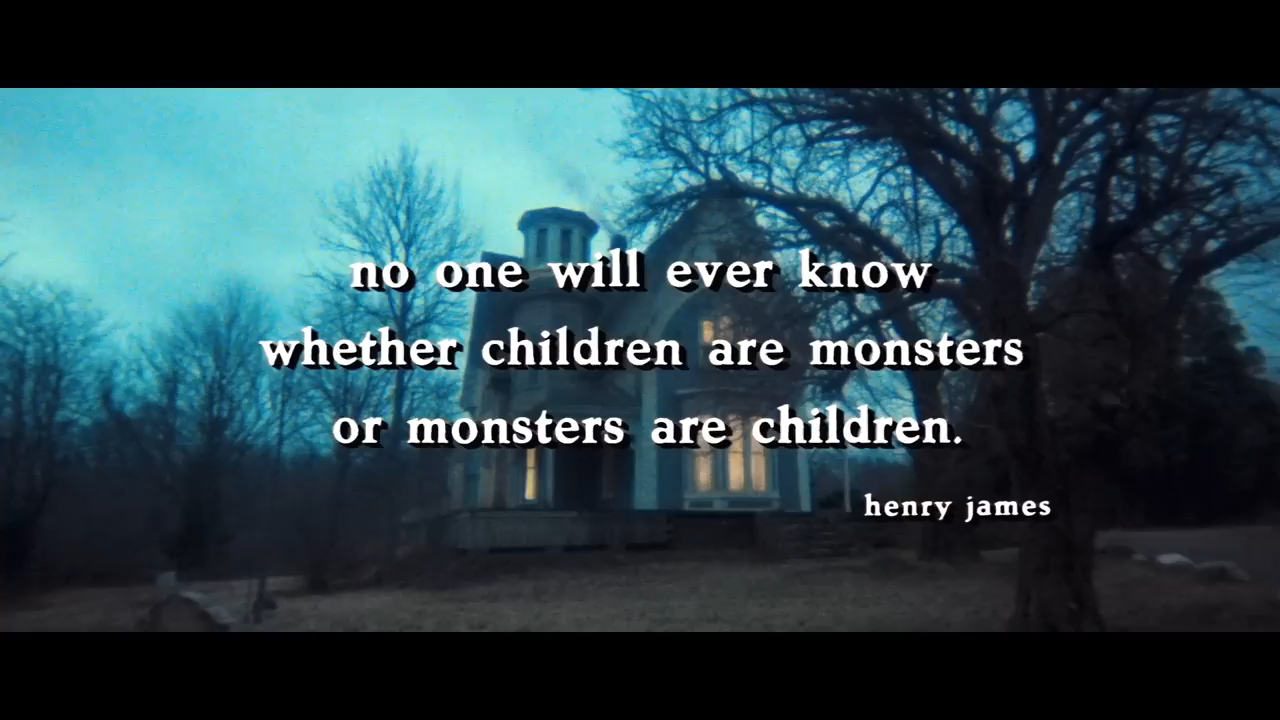 no one will ever know
whether children are monsters
or monsters are children.
henry james